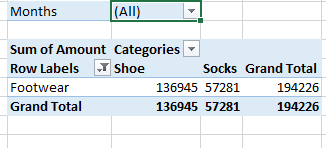 Months (All)
Sum of Amount Categories
Row Labels Shoe Socks Grand Total
Footwear 136945 57281 194226
Grand Total 136945 57281 194226